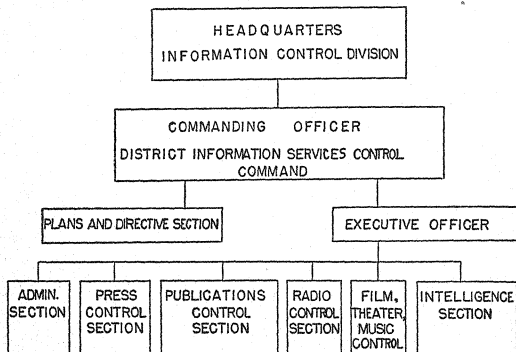 HEADQUARTERS
INFORMATION CONTROL DIVISION
COMMANDING OFFICER
DISTRICT INFORMATION SERVICES CONTROL
COMMAND
PLANS AND DIRECTIVE SECTION
EXECUTIVE OFFICER
ADMIN.
SECTION
PRESS
CONTROL
SECTION
PUBLICATIONS
CONTROL
SECTION
RADIO
CONTROL
SECTION
FILM,
THEATER,
MUSIC
CONTROL
INTELLIGENCE
SECTION